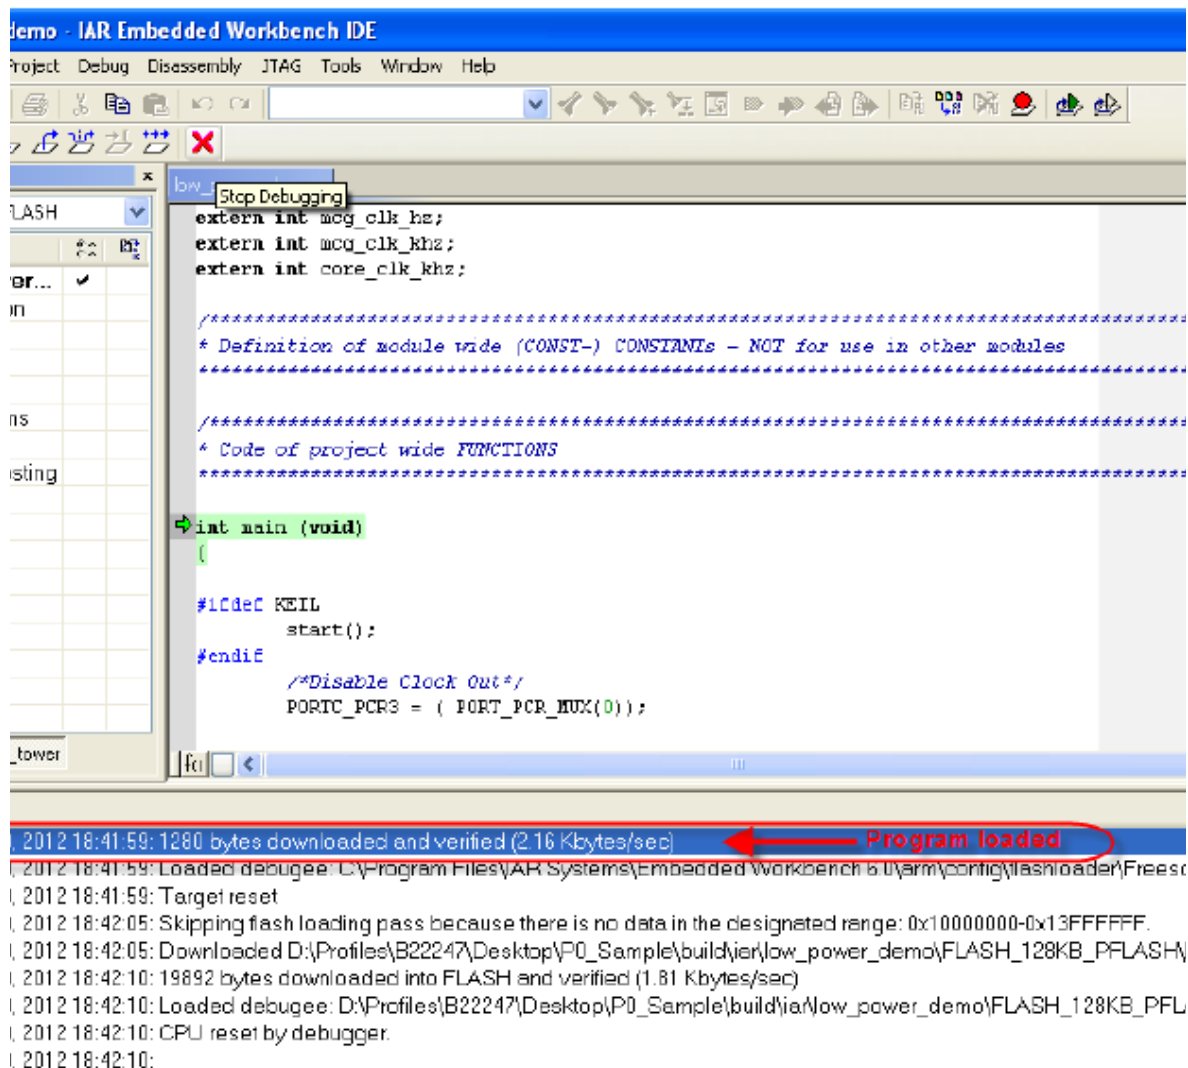 demo - IAR Embedded Workbench IDE
Project Debug Disassembly JTAG Tools Window Help
Stop Debugging
FLASH
extern int mcg_clk_hz;
extern int mcg_clk_khz;
extern int core_clk_khz;
er...
on
/*******************************************************************************
* Definition of module wide (CONST-) CONSTANTs - NOT for use in other modules
*******************************************************************************
ns
/*******************************************************************************
* Code of project wide FUNCTIONS
*******************************************************************************
sting
int main (void)
{
#ifdef KEIL
start();
#endif
/*Disable Clock Out*/
PORTC_PCR3 = ( PORT_PCR_MUX(0));
_tower
, 2012 18:41:59: 1280 bytes downloaded and verified (2.16 Kbytes/sec)
Program loaded
, 2012 18:41:59: Loaded debugee: C:\Program Files\IAR Systems\Embedded Workbench 6.0\arm\config\flashloader\Freesc
, 2012 18:41:59: Target reset
, 2012 18:42:05: Skipping flash loading pass because there is no data in the designated range: 0x10000000-0x13FFFFFF.
, 2012 18:42:05: Downloaded D:\Profiles\B22247\Desktop\P0_Sample\build\iar\low_power_demo\FLASH_128KB_PFLASH\
, 2012 18:42:10: 19892 bytes downloaded into FLASH and verified (1.81 Kbytes/sec)
, 2012 18:42:10: Loaded debugee: D:\Profiles\B22247\Desktop\P0_Sample\build\iar\low_power_demo\FLASH_128KB_PFL
, 2012 18:42:10: CPU reset by debugger.
, 2012 18:42:10: